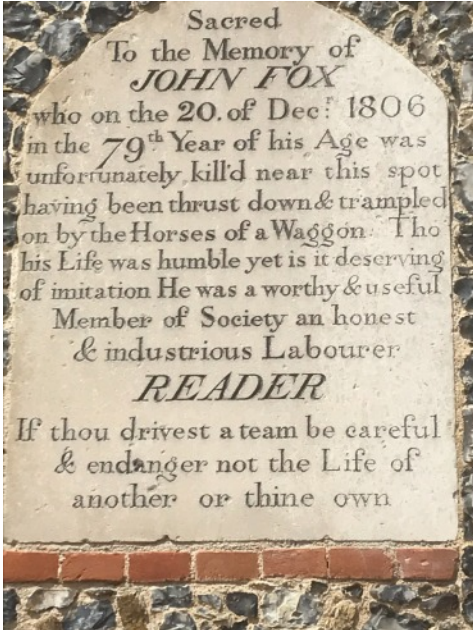 Sacred
To the Memory of
JOHN FOX
who on the 20. of Decr. 1806
in the 79th Year of his Age was
unfortunately kill'd near this spot
having been thrust down & trampled
on by the Horses of a Waggon. Tho
his Life was humble yet is it deserving
of imitation He was a worthy & useful
Member of Society an honest
& industrious Labourer
READER
If thou drivest a team be careful
& endanger not the Life of
another or thine own